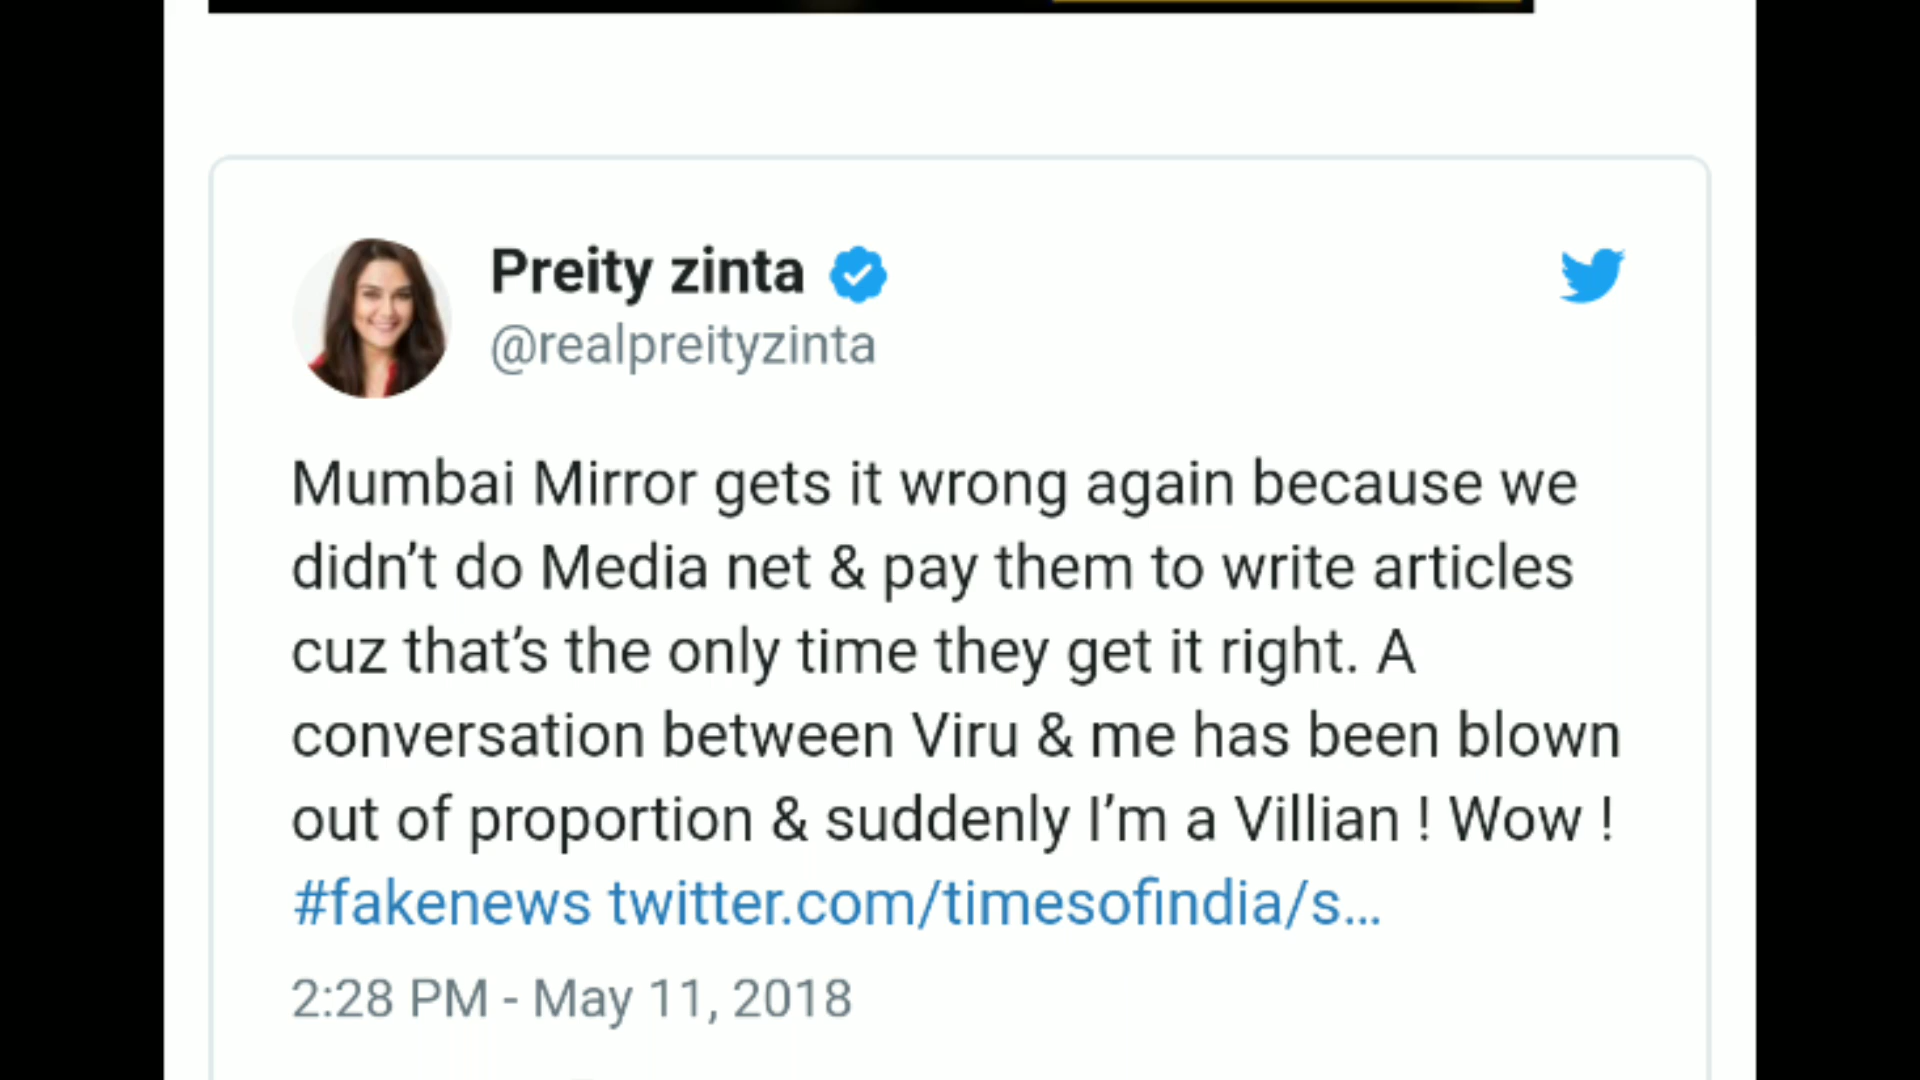 Preity zinta
@realpreityzinta
Mumbai Mirror gets it wrong again because we
didn’t do Media net & pay them to write articles
cuz that’s the only time they get it right. A
conversation between Viru & me has been blown
out of proportion & suddenly I’m a Villian ! Wow !
#fakenews twitter.com/timesofindia/s…
2:28 PM - May 11, 2018